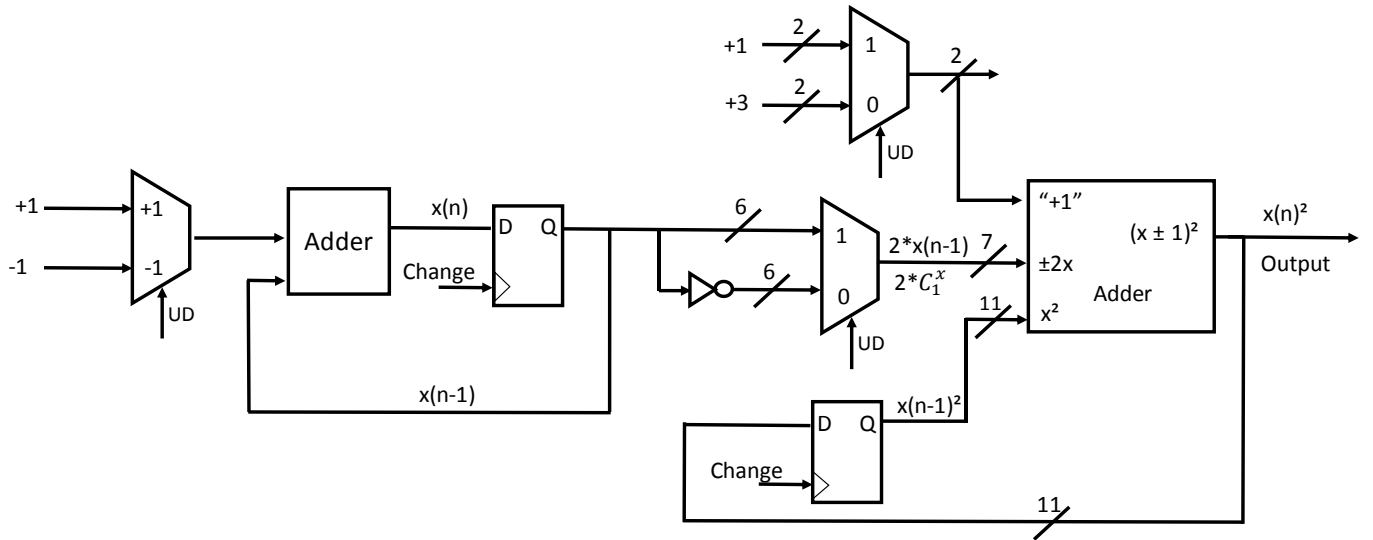 +1
2
1
2
+3
2
0
UD
+1
+1
-1
-1
UD
Adder
x(n)
D
Q
Change
x(n-1)
6
1
6
0
UD
2*x(n-1)
7
2*C₁ˣ
"+1"
(x ± 1)²
±2x
Adder
11
x²
x(n)²
Output
D
Q
x(n-1)²
Change
11